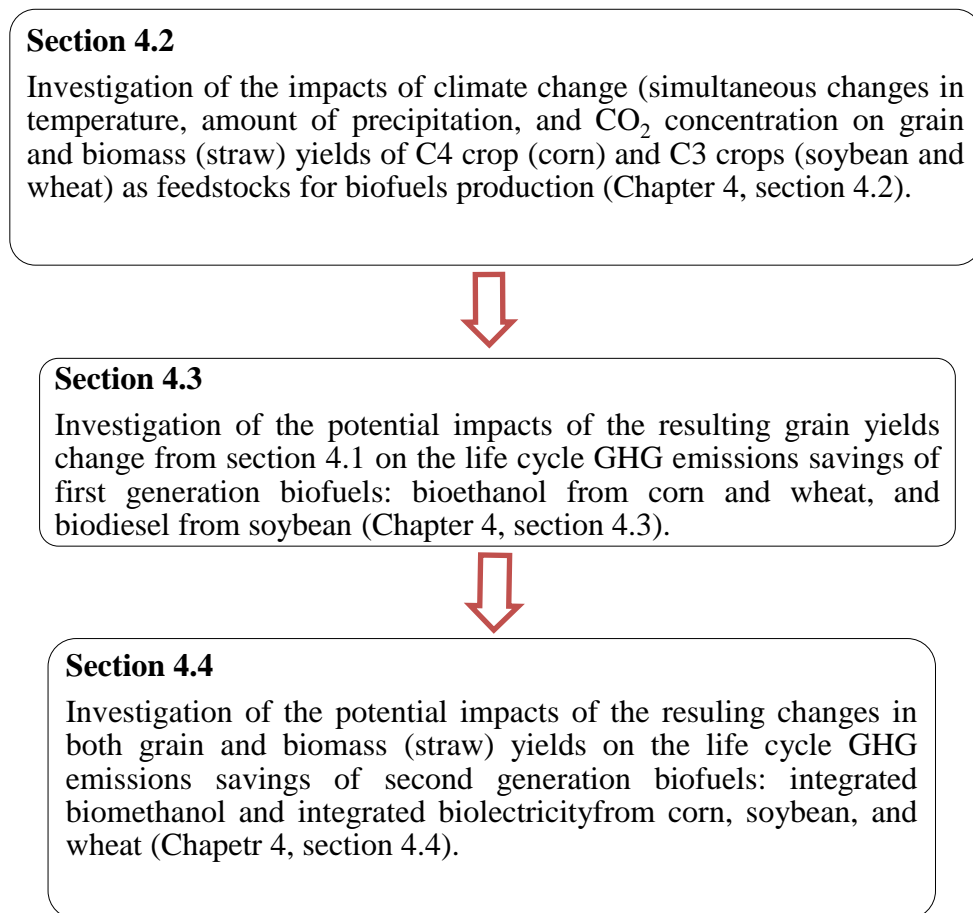 Section 4.2
Investigation of the impacts of climate change (simultaneous changes in
temperature, amount of precipitation, and CO₂ concentration on grain
and biomass (straw) yields of C4 crop (corn) and C3 crops (soybean and
wheat) as feedstocks for biofuels production (Chapter 4, section 4.2).
Section 4.3
Investigation of the potential impacts of the resulting grain yields
change from section 4.1 on the life cycle GHG emissions savings of
first generation biofuels: bioethanol from corn and wheat, and
biodiesel from soybean (Chapter 4, section 4.3).
Section 4.4
Investigation of the potential impacts of the resuling changes in
both grain and biomass (straw) yields on the life cycle GHG
emissions savings of second generation biofuels: integrated
biomethanol and integrated biolectricityfrom corn, soybean, and
wheat (Chapetr 4, section 4.4).